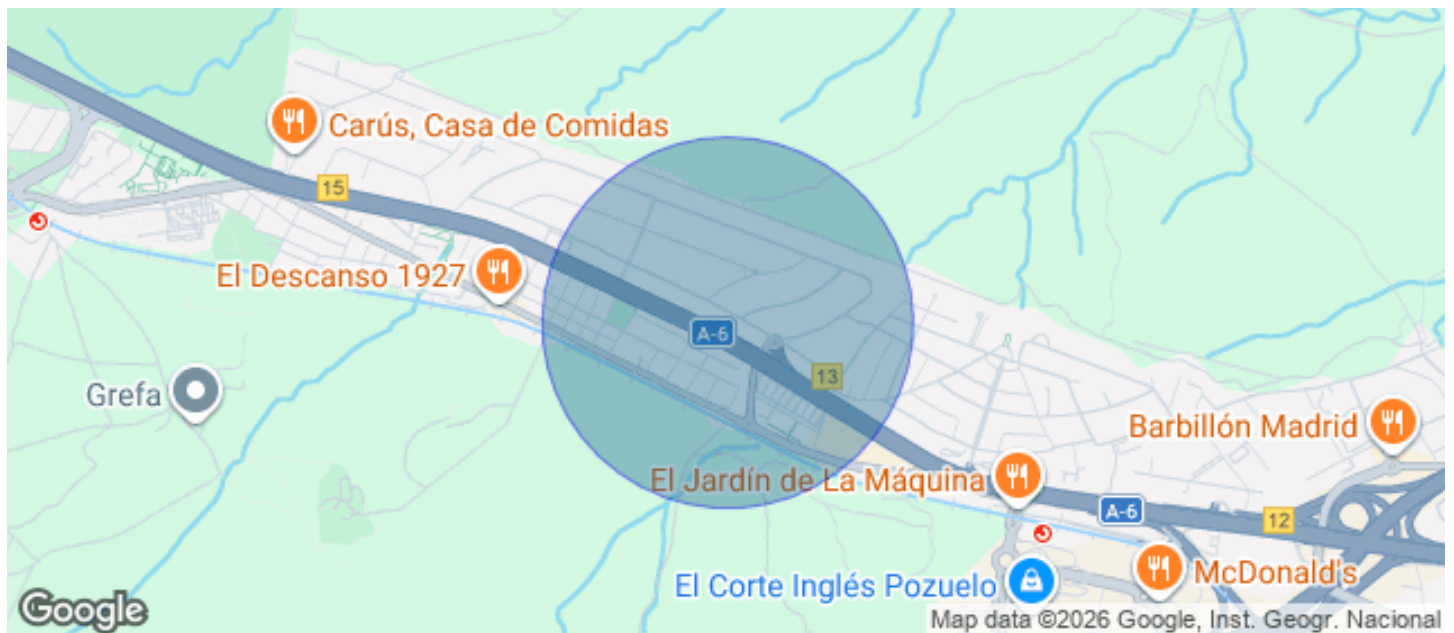 Carús, Casa de Comidas
15
El Descanso 1927
A-6
13
Grefa
Barbillón Madrid
El Jardín de La Máquina
A-6
12
El Corte Inglés Pozuelo
McDonald's
Google
Map data ©2026 Google, Inst. Geogr. Nacional